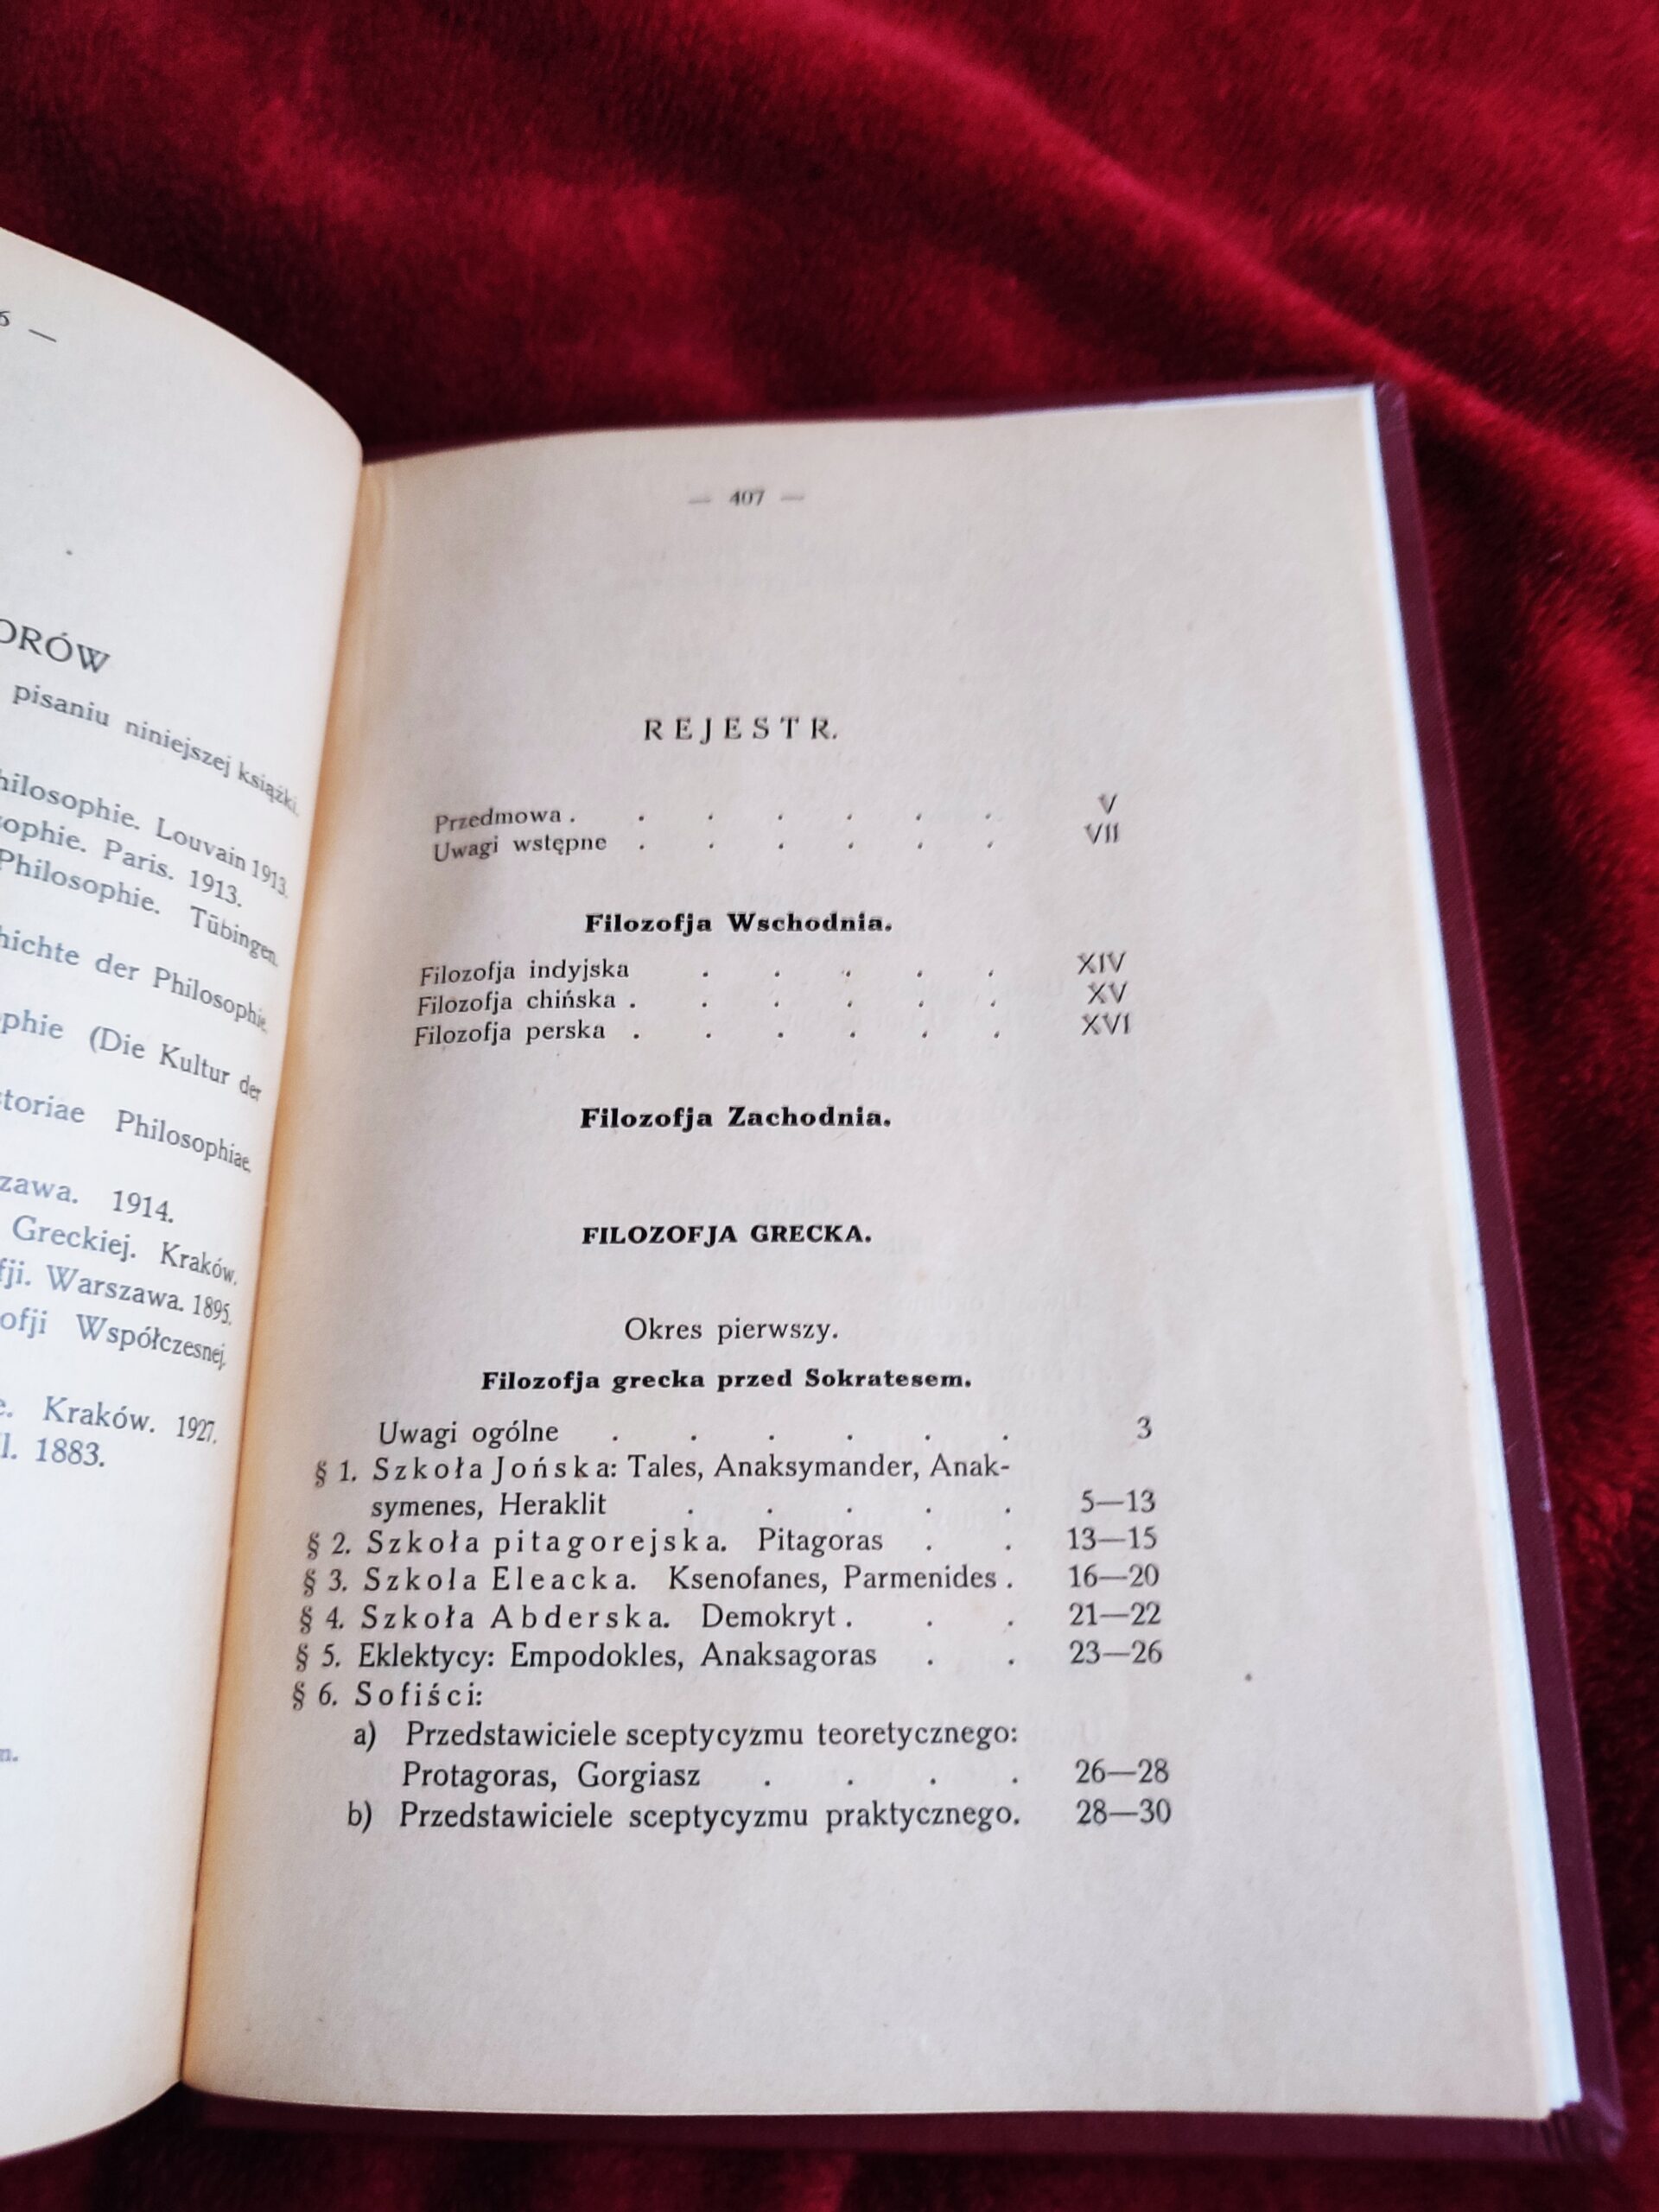 —
ORÓW
pisaniu niniejszej książki.
Philosophie. Louvain 1913.
sophie. Paris. 1913.
Philosophie. Tübingen.
hichte der Philosophie.
ophie (Die Kultur der
storiae Philosophiae.
zawa. 1914.
Greckiej. Kraków.
fji. Warszawa. 1895.
ofji Współczesnej,
e. Kraków. 1927.
l. 1883.
n.
— 407 —
REJESTR.
Przedmowa . . . . . . . V
Uwagi wstępne . . . . . . VII
Filozofja Wschodnia.
Filozofja indyjska . . . . . XIV
Filozofja chińska . . . . . . XV
Filozofja perska . . . . . . XVI
Filozofja Zachodnia.
FILOZOFJA GRECKA.
Okres pierwszy.
Filozofja grecka przed Sokratesem.
Uwagi ogólne . . . . . . 3
§ 1. Szkoła Jońska: Tales, Anaksymander, Anak-
symenes, Heraklit . . . . . 5—13
§ 2. Szkoła pitagorejska. Pitagoras . . 13—15
§ 3. Szkoła Eleacka. Ksenofanes, Parmenides . 16—20
§ 4. Szkoła Abderska. Demokryt . . . 21—22
§ 5. Eklektycy: Empodokles, Anaksagoras . . 23—26
§ 6. Sofiści:
a) Przedstawiciele sceptycyzmu teoretycznego:
Protagoras, Gorgiasz . . . . 26—28
b) Przedstawiciele sceptycyzmu praktycznego. 28—30